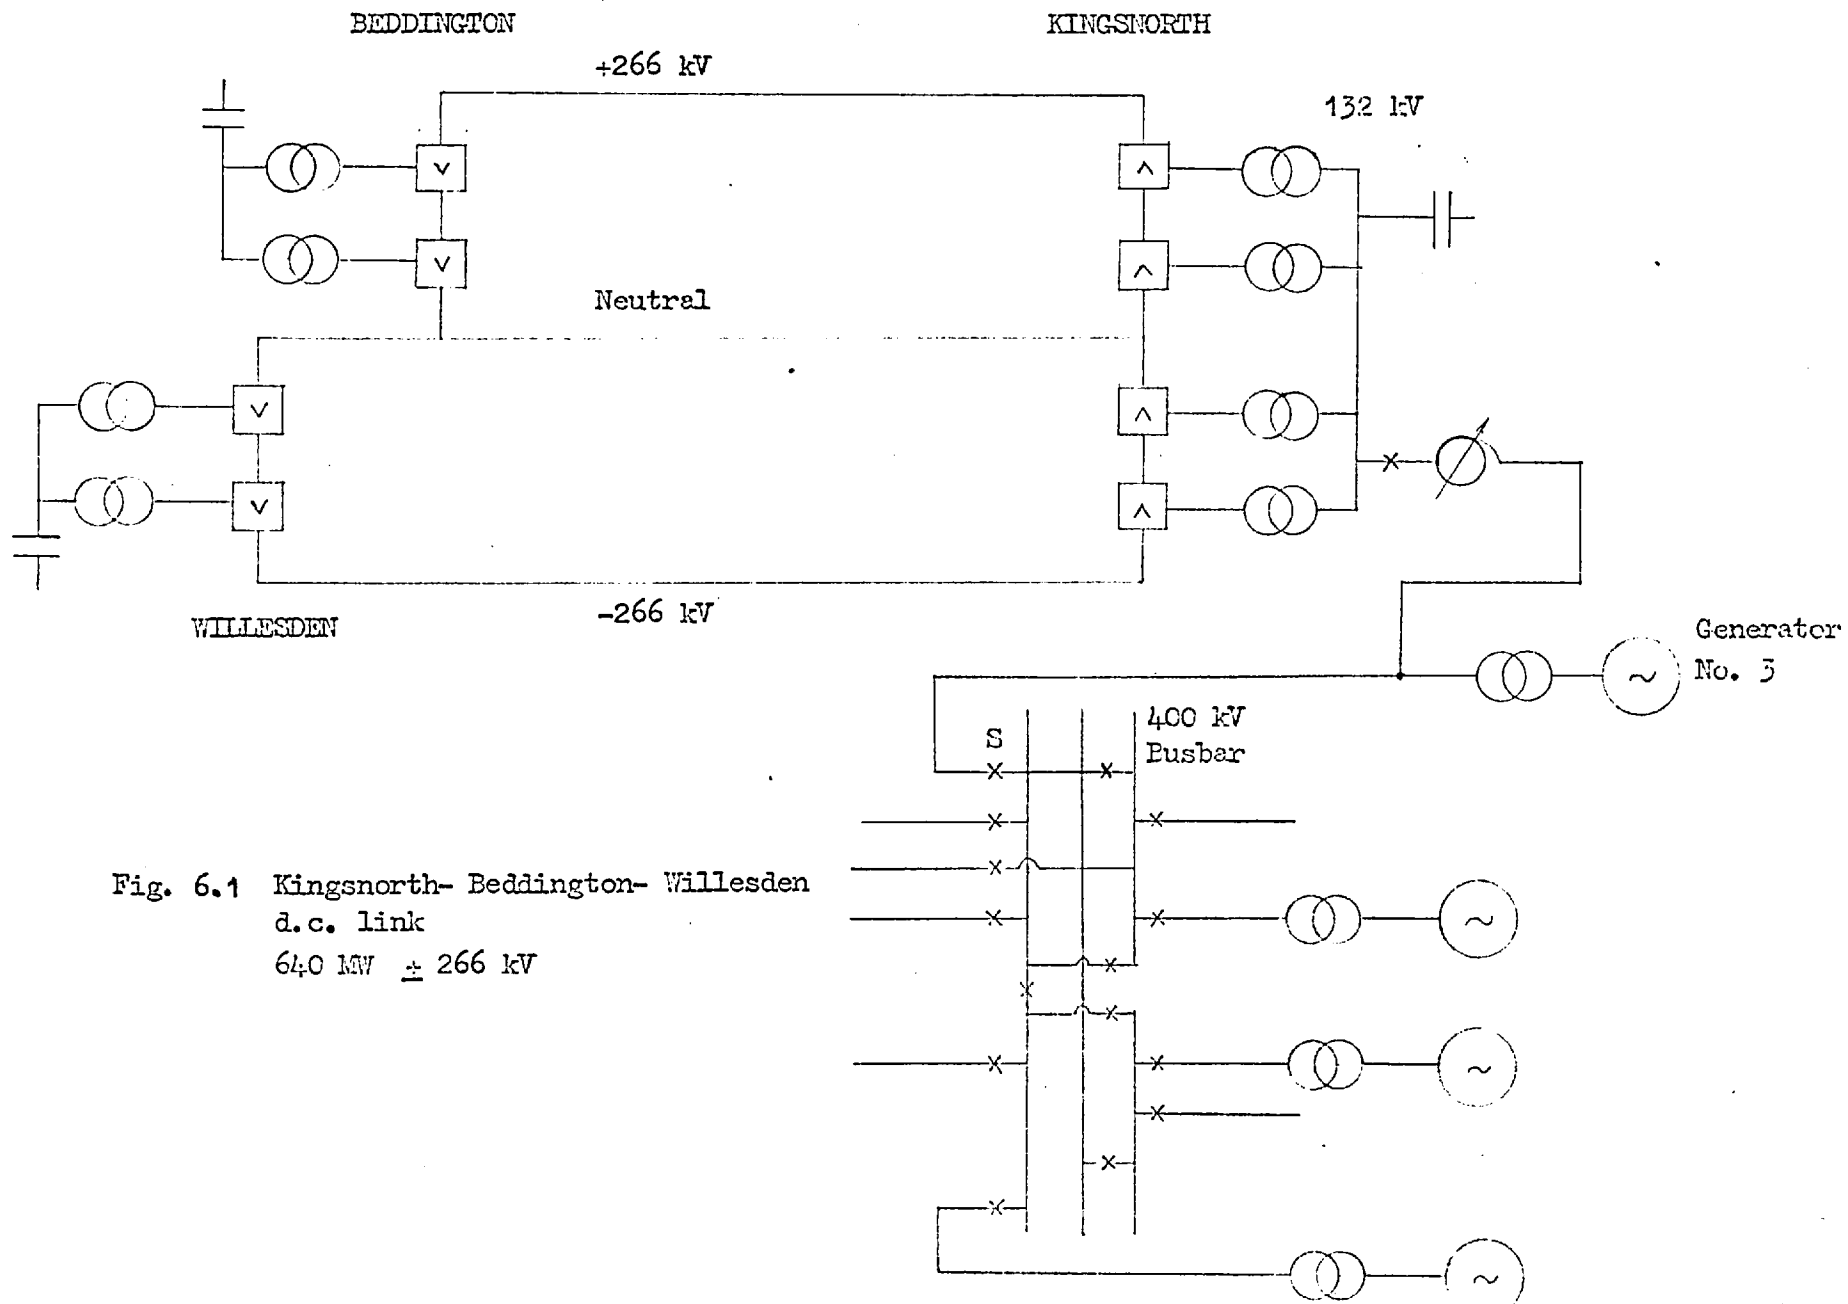 BEDDINGTON
KINGSNORTH
+266 kV
132 kV
Neutral
-266 kV
WILLESDEN
Generator
No. 3
400 kV
Busbar
S
Fig. 6.1 Kingsnorth- Beddington- Willesden
d.c. link
640 MW ± 266 kV